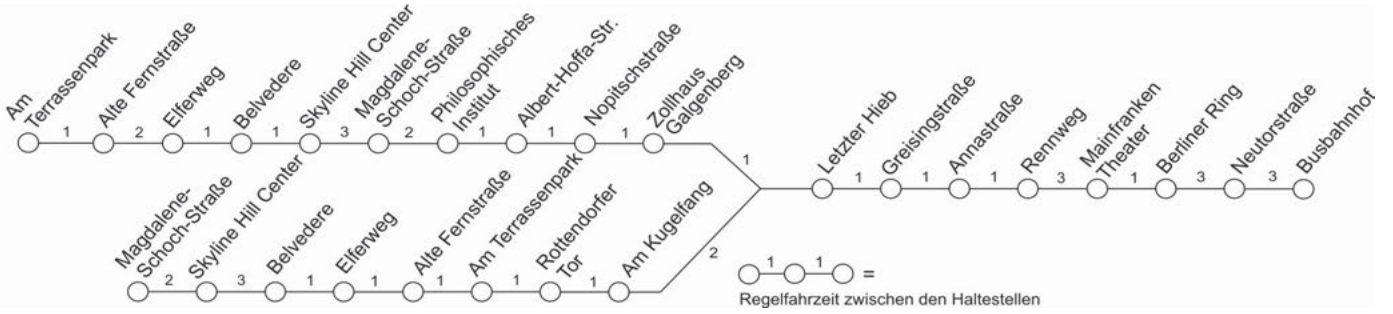 Am
Terrassenpark
Alte Fernstraße
Elferweg
Belvedere
Skyline Hill Center
Magdalene-
Schoch-Straße
Philosophisches
Institut
Albert-Hoffa-Str.
Nopitschstraße
Zollhaus
Galgenberg
1 2 1 1 3 2 1 1 1 1
Letzter Hieb
Greisingstraße
Annastraße
Rennweg
Mainfranken
Theater
Berliner Ring
Neutorstraße
Busbahnhof
1 1 1 3 1 3 3
Magdalene-
Schoch-Straße
Skyline Hill Center
Belvedere
Elferweg
Alte Fernstraße
Am Terrassenpark
Rottendorfer
Tor
Am Kugelfang
2 3 1 1 1 1 1 2
1 1 =
Regelfahrzeit zwischen den Haltestellen